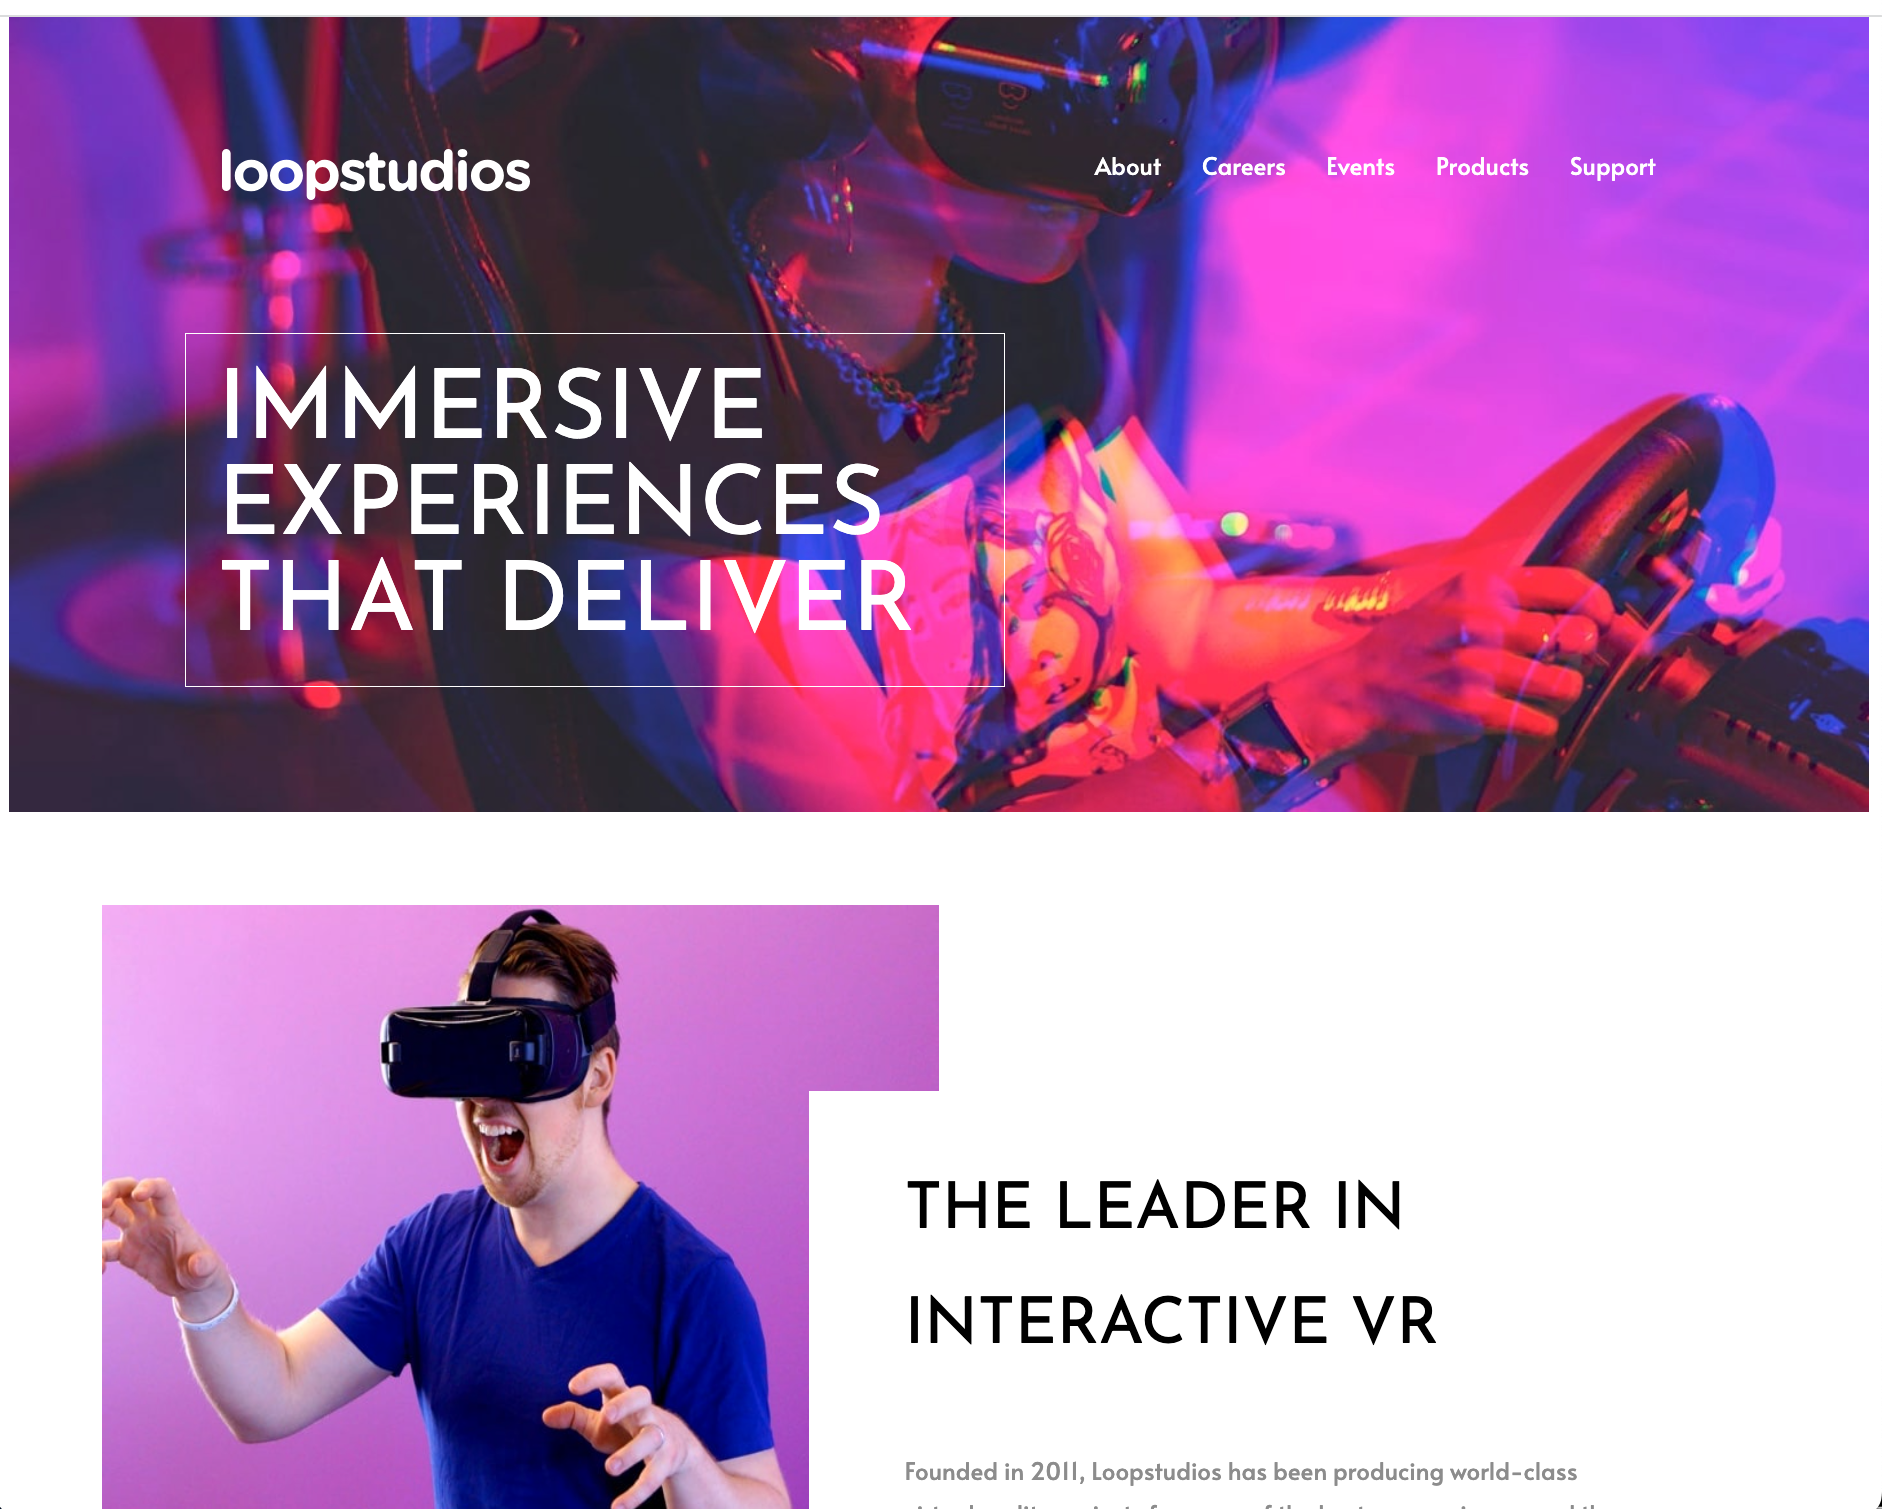 loopstudios
About Careers Events Products Support
IMMERSIVE
EXPERIENCES
THAT DELIVER
THE LEADER IN
INTERACTIVE VR
Founded in 2011, Loopstudios has been producing world-class